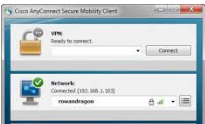 Cisco AnyConnect Secure Mobility Client
VPN:
Ready to connect.
Connect
Network:
Connected (192.168.1.103)
rowandragon